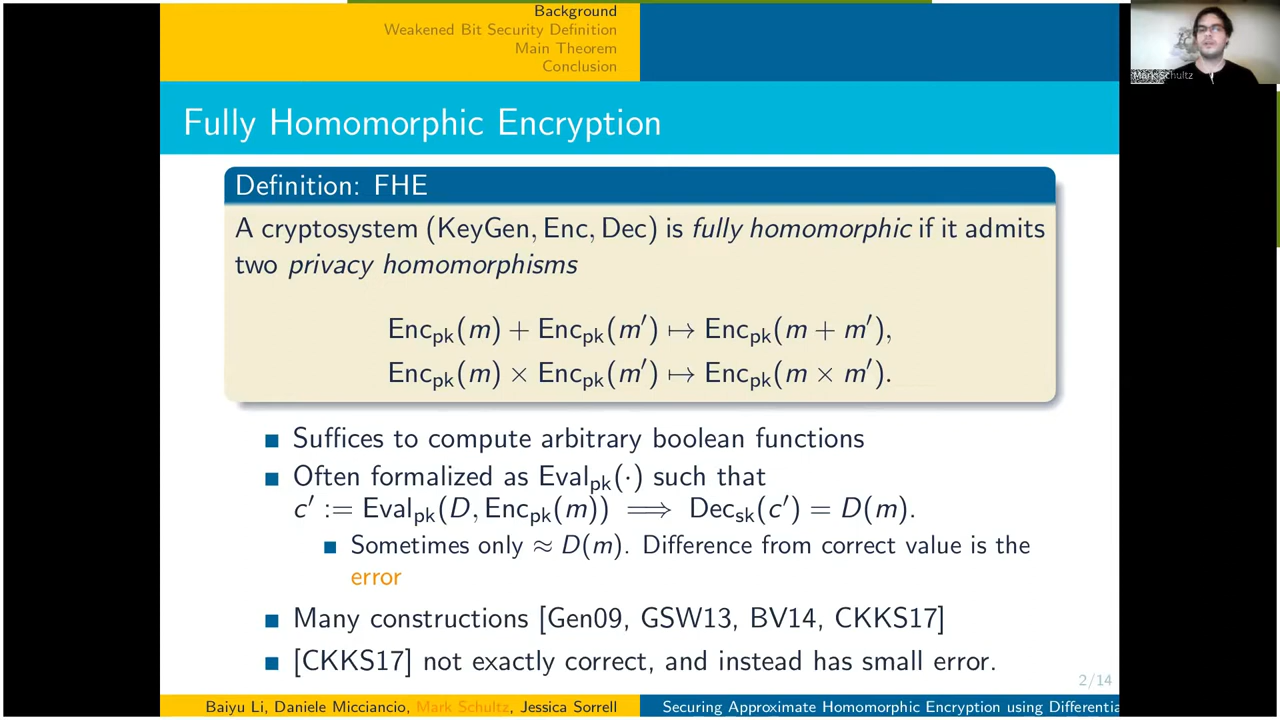 Background
Weakened Bit Security Definition
Main Theorem
Conclusion
Mark Schultz
Fully Homomorphic Encryption
Definition: FHE
A cryptosystem (KeyGen, Enc, Dec) is fully homomorphic if it admits
two privacy homomorphisms
Enc_pk(m) + Enc_pk(m′) ↦ Enc_pk(m + m′),
Enc_pk(m) × Enc_pk(m′) ↦ Enc_pk(m × m′).
Suffices to compute arbitrary boolean functions
Often formalized as Eval_pk(·) such that
c′ := Eval_pk(D, Enc_pk(m)) ⟹ Dec_sk(c′) = D(m).
Sometimes only ≈ D(m). Difference from correct value is the
error
Many constructions [Gen09, GSW13, BV14, CKKS17]
[CKKS17] not exactly correct, and instead has small error.
2/14
Baiyu Li, Daniele Micciancio, Mark Schultz, Jessica Sorrell
Securing Approximate Homomorphic Encryption using Differentia